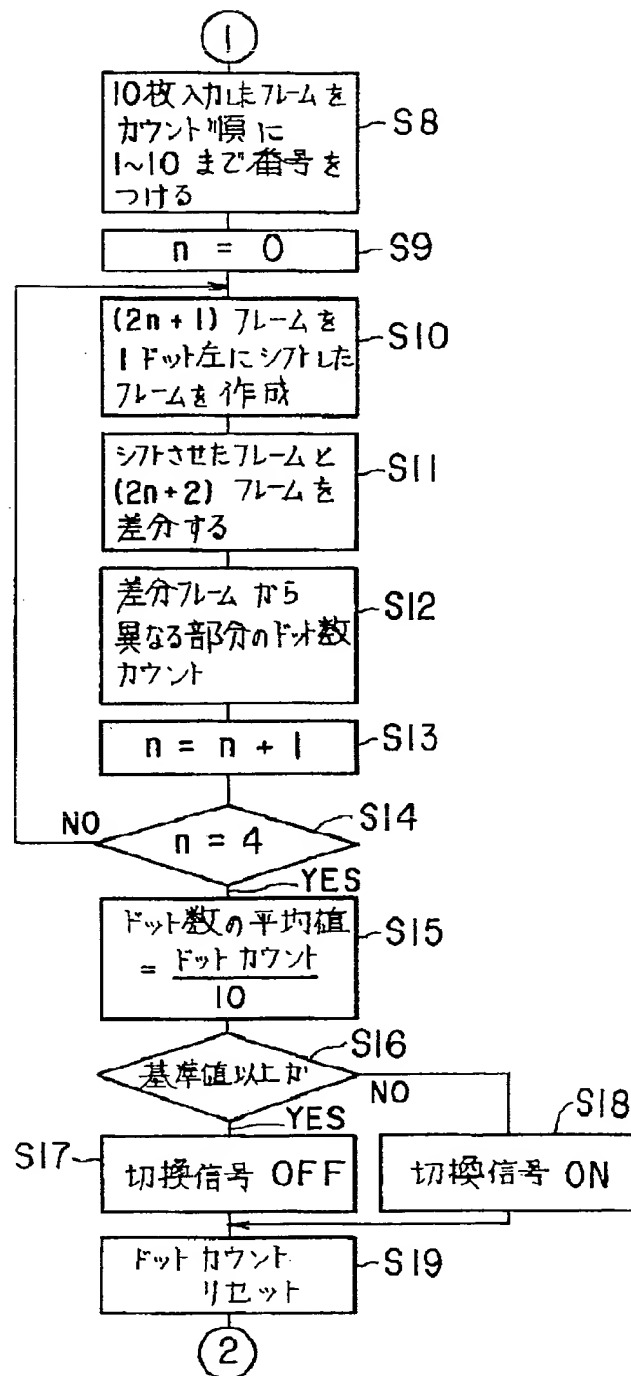 1
10枚入力したフレームを
カウント順に
1~10 まで番号を
つける
S8
n = 0
S9
(2n + 1) フレームを
1 ドット左にシフトした
フレームを作成
S10
シフトさせたフレームと
(2n+2) フレームを
差分する
S11
差分フレームから
異なる部分のドット数
カウント
S12
n = n + 1
S13
n = 4
S14
NO
YES
ドット数の平均値
= ドットカウント
10
S15
基準値以上か
S16
NO
YES
S17
切換信号 OFF
S18
切換信号 ON
ドットカウント
リセット
S19
2